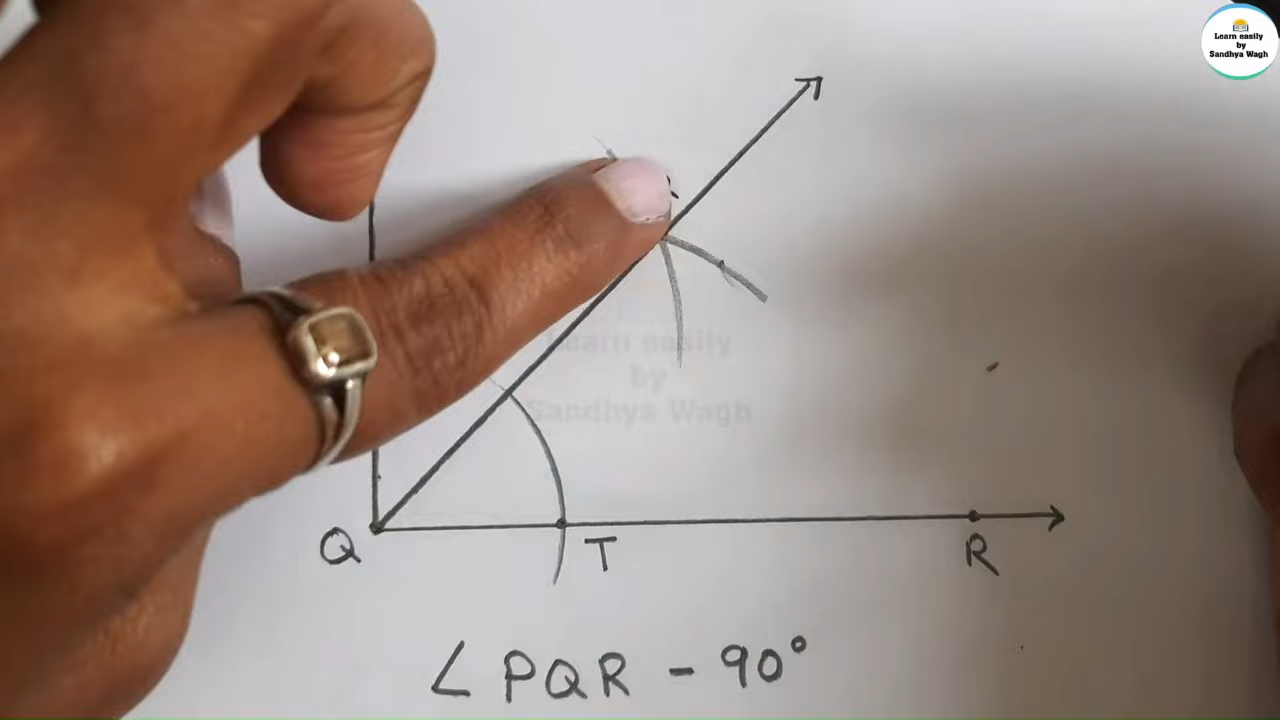 Learn easily
by
Sandhya Wagh
Learn easily
by
Sandhya Wagh
Q
T
R
∠ PQR - 90°